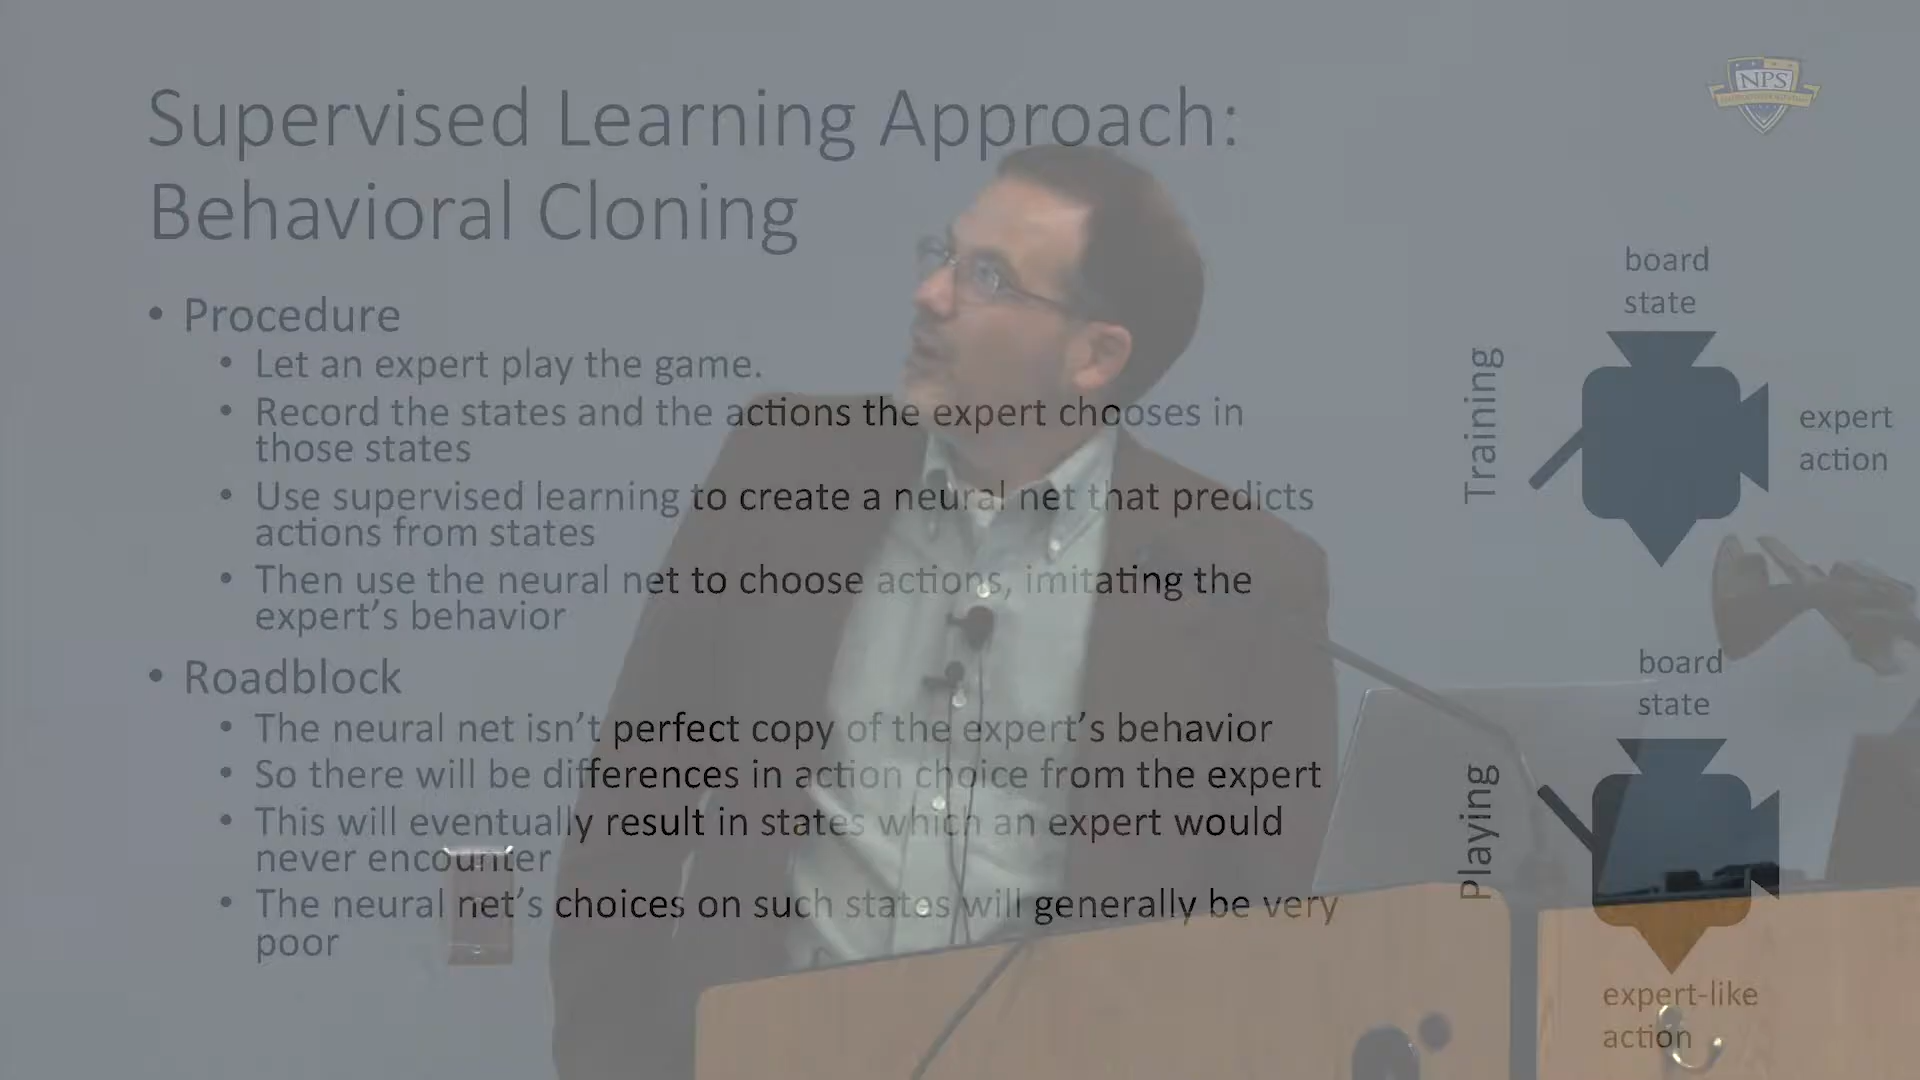 Supervised Learning Approach:
Behavioral Cloning
• Procedure
• Let an expert play the game.
• Record the states and the actions the expert chooses in
those states
• Use supervised learning to create a neural net that predicts
actions from states
• Then use the neural net to choose actions, imitating the
expert's behavior
• Roadblock
• The neural net isn't perfect copy of the expert's behavior
• So there will be differences in action choice from the expert
• This will eventually result in states which an expert would
never encounter
• The neural net's choices on such states will generally be very
poor
NPS
board
state
Training
expert
action
board
state
Playing
expert-like
action